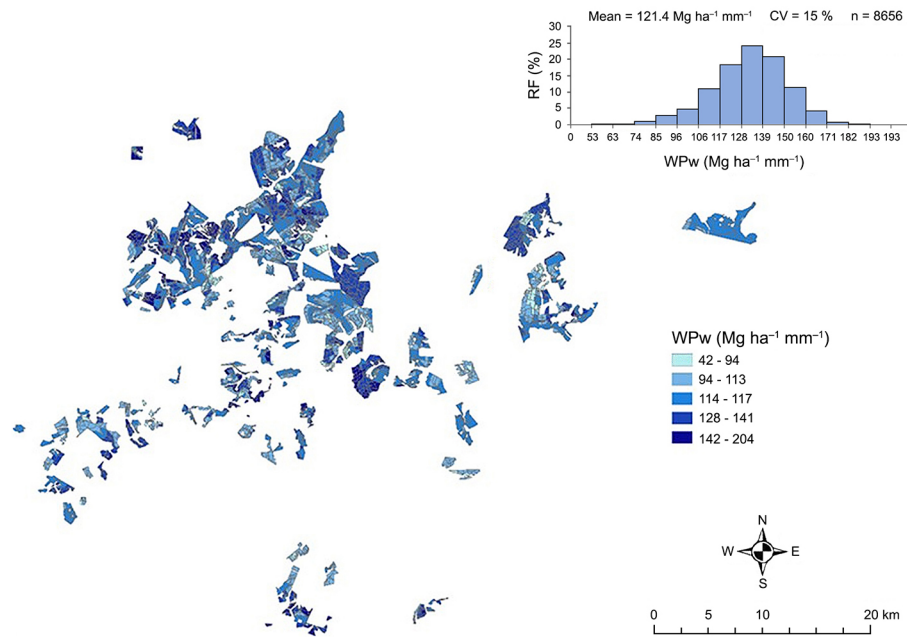 Mean = 121.4 Mg ha⁻¹ mm⁻¹ CV = 15 % n = 8656
30
25
20
15
10
5
0
RF (%)
0 53 63 74 85 96 106 117 128 139 150 160 171 182 193 193
WPw (Mg ha⁻¹ mm⁻¹)
WPw (Mg ha⁻¹ mm⁻¹)
42 - 94
94 - 113
114 - 117
128 - 141
142 - 204
N
W E
S
0 5 10 20 km